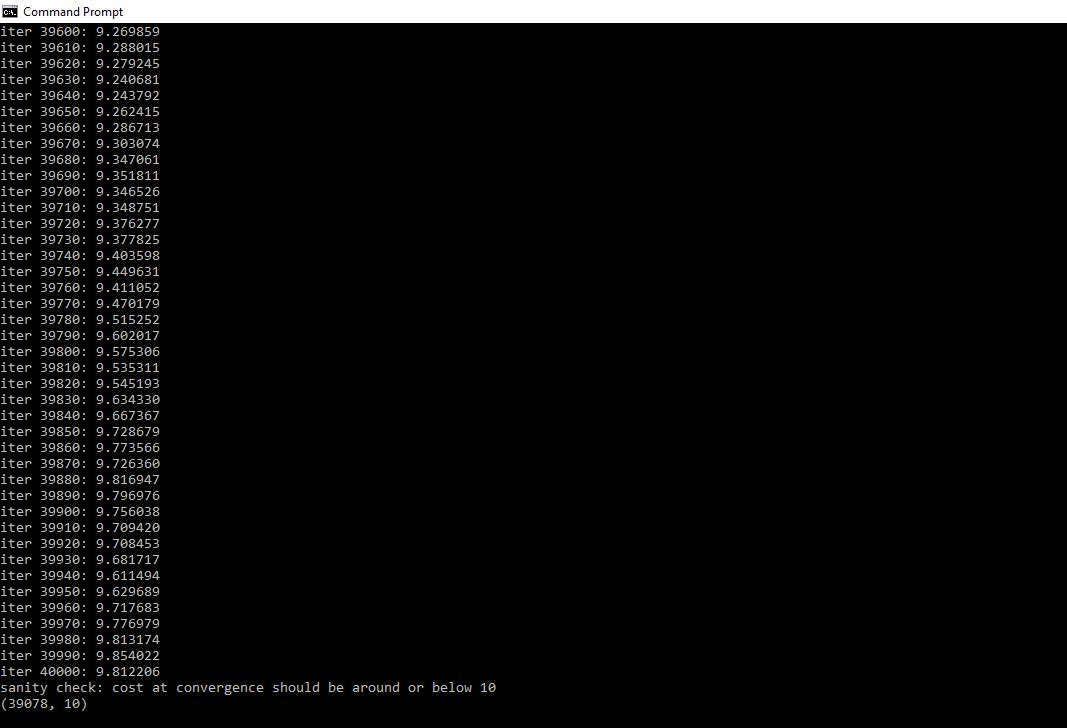 Command Prompt
iter 39600: 9.269859
iter 39610: 9.288015
iter 39620: 9.279245
iter 39630: 9.240681
iter 39640: 9.243792
iter 39650: 9.262415
iter 39660: 9.286713
iter 39670: 9.303074
iter 39680: 9.347061
iter 39690: 9.351811
iter 39700: 9.346526
iter 39710: 9.348751
iter 39720: 9.376277
iter 39730: 9.377825
iter 39740: 9.403598
iter 39750: 9.449631
iter 39760: 9.411052
iter 39770: 9.470179
iter 39780: 9.515252
iter 39790: 9.602017
iter 39800: 9.575306
iter 39810: 9.535311
iter 39820: 9.545193
iter 39830: 9.634330
iter 39840: 9.667367
iter 39850: 9.728679
iter 39860: 9.773566
iter 39870: 9.726360
iter 39880: 9.816947
iter 39890: 9.796976
iter 39900: 9.756038
iter 39910: 9.709420
iter 39920: 9.708453
iter 39930: 9.681717
iter 39940: 9.611494
iter 39950: 9.629689
iter 39960: 9.717683
iter 39970: 9.776979
iter 39980: 9.813174
iter 39990: 9.854022
iter 40000: 9.812206
sanity check: cost at convergence should be around or below 10
(39078, 10)